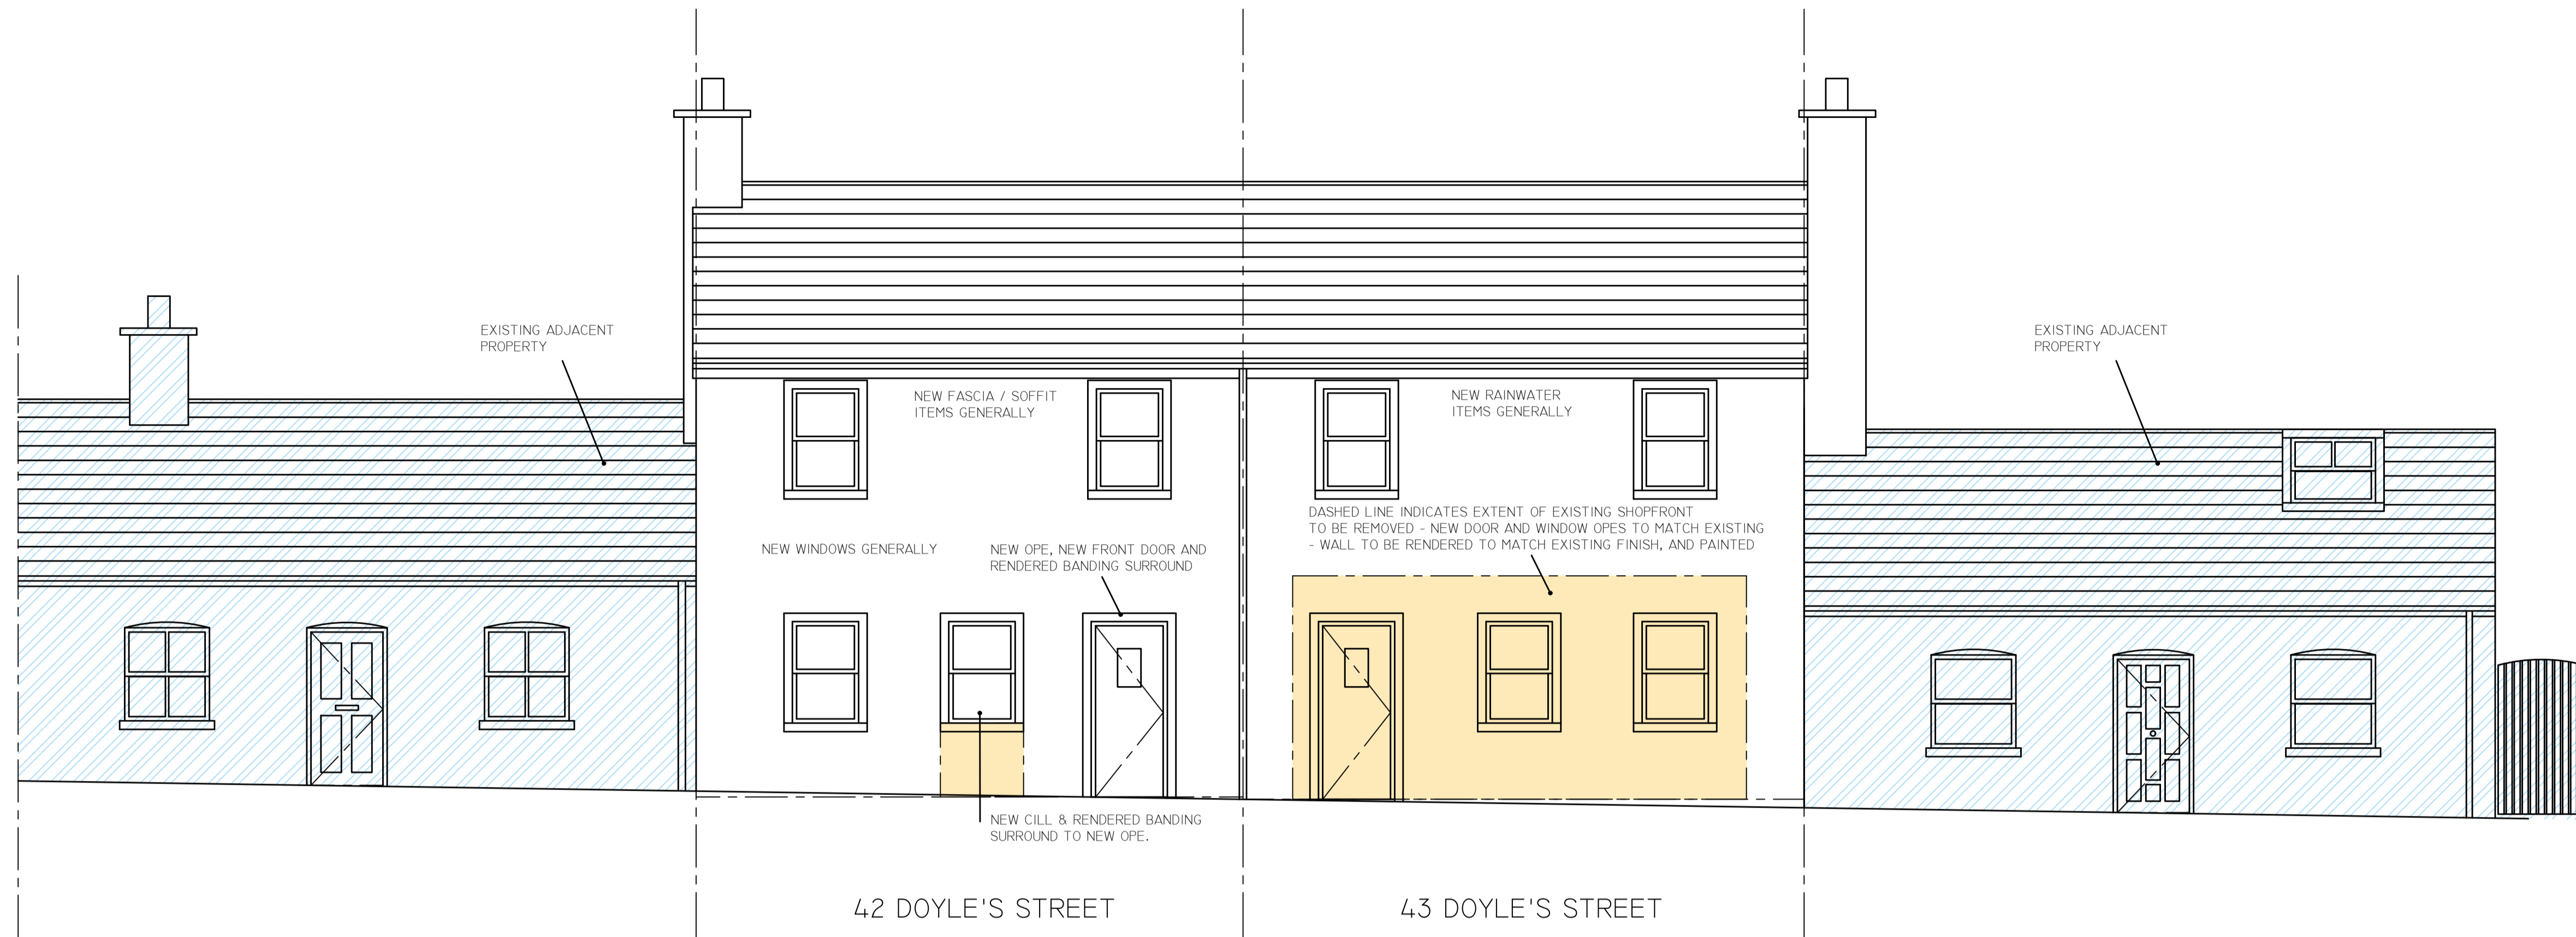 EXISTING ADJACENT
PROPERTY
NEW FASCIA / SOFFIT
ITEMS GENERALLY
NEW RAINWATER
ITEMS GENERALLY
EXISTING ADJACENT
PROPERTY
DASHED LINE INDICATES EXTENT OF EXISTING SHOPFRONT
TO BE REMOVED - NEW DOOR AND WINDOW OPES TO MATCH EXISTING
- WALL TO BE RENDERED TO MATCH EXISTING FINISH, AND PAINTED
NEW WINDOWS GENERALLY
NEW OPE, NEW FRONT DOOR AND
RENDERED BANDING SURROUND
NEW CILL & RENDERED BANDING
SURROUND TO NEW OPE.
42 DOYLE'S STREET
43 DOYLE'S STREET